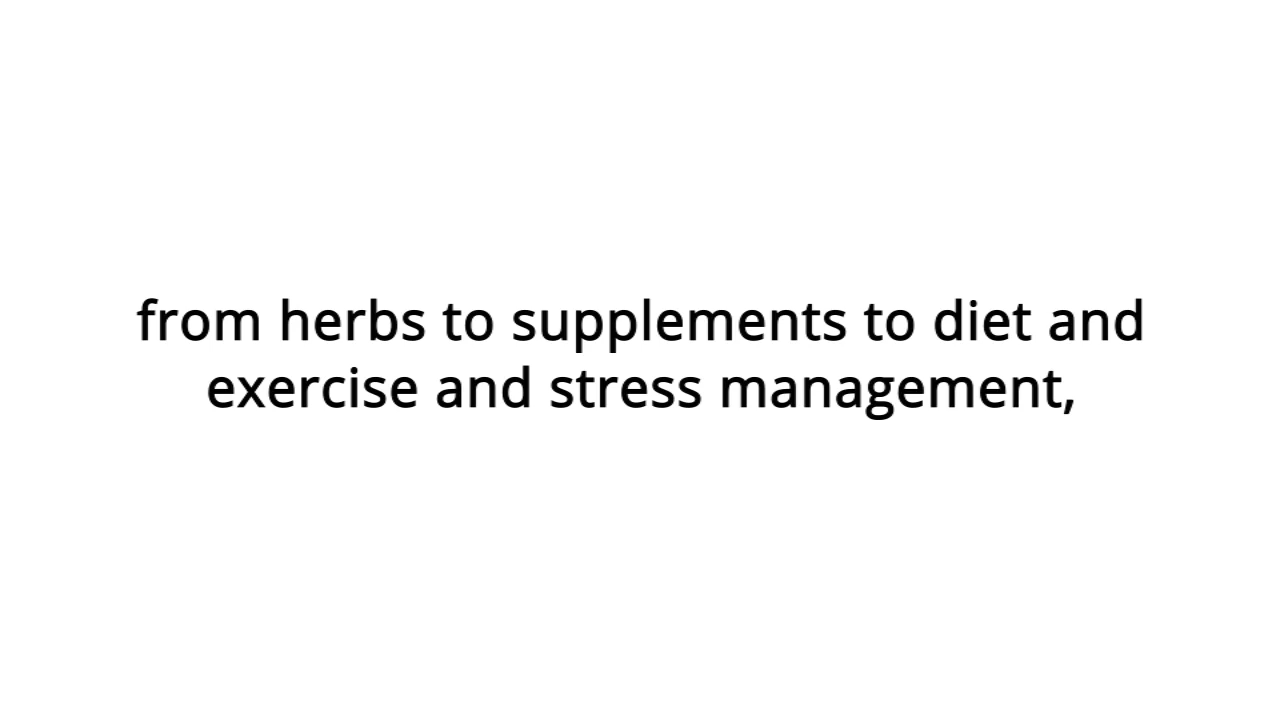 from herbs to supplements to diet and
exercise and stress management,